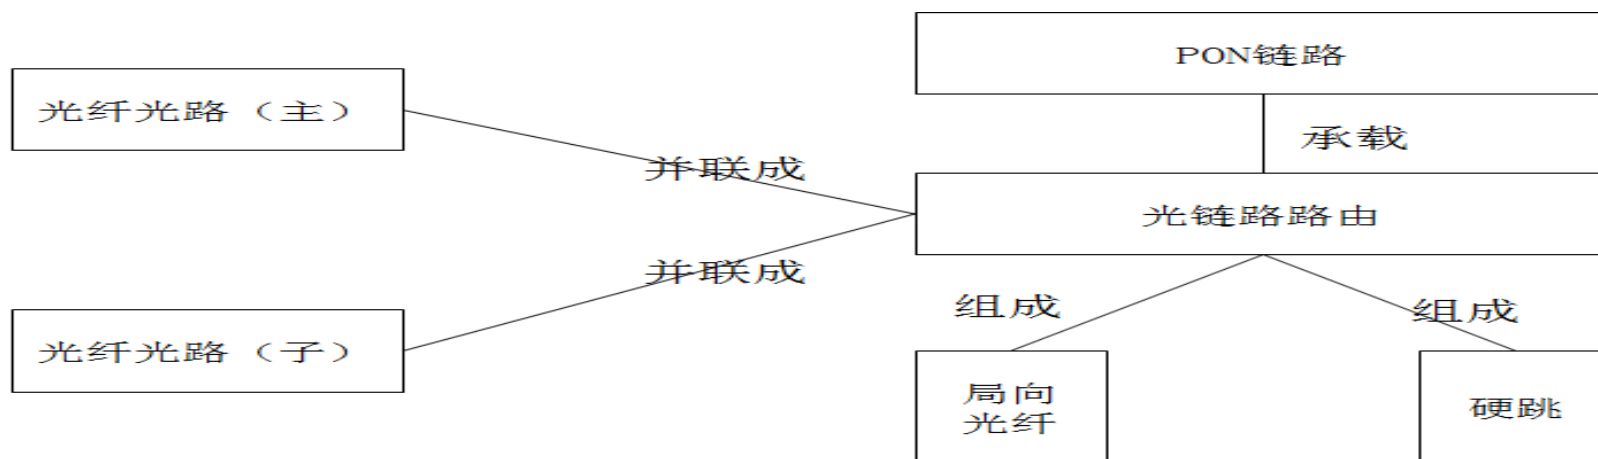 PON链路
光纤光路（主）
承载
并联成
光链路路由
并联成
组成
组成
光纤光路（子）
局向
光纤
硬跳